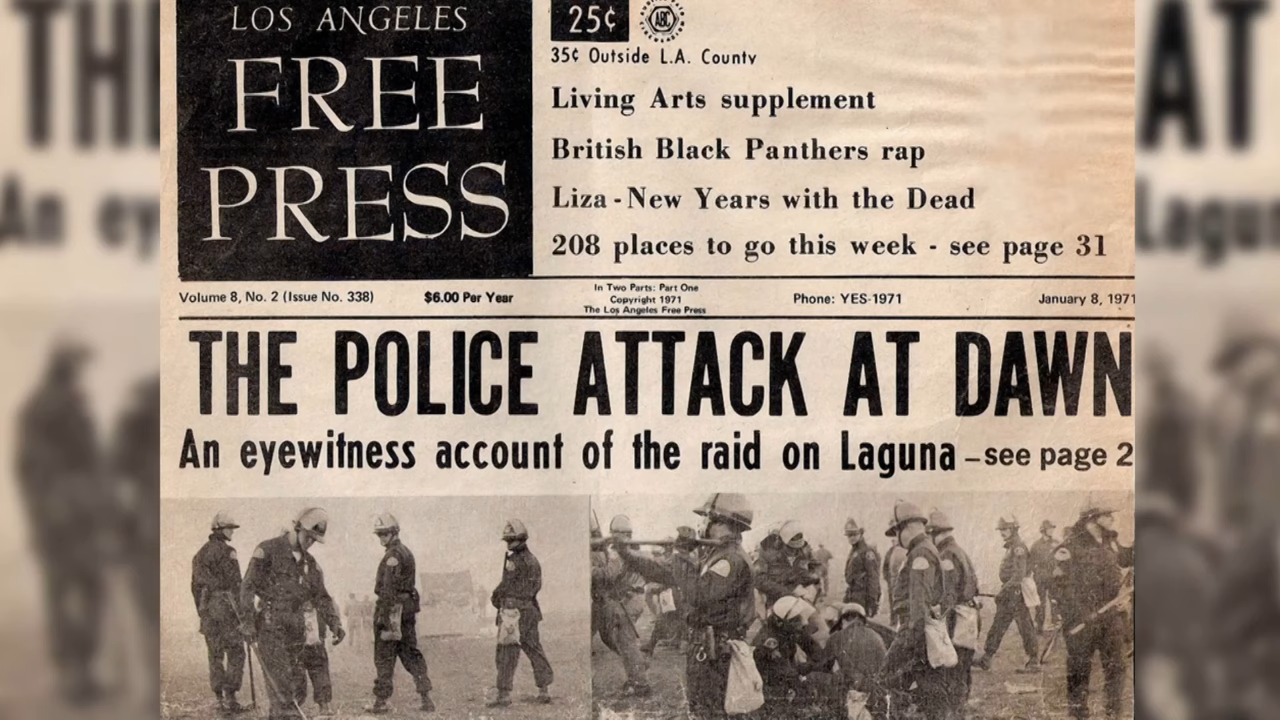 LOS ANGELES
FREE
PRESS
25¢
ABC
35¢ Outside L.A. County
Living Arts supplement
British Black Panthers rap
Liza - New Years with the Dead
208 places to go this week - see page 31
Volume 8, No. 2 (Issue No. 338)
$6.00 Per Year
In Two Parts: Part One
Copyright 1971
The Los Angeles Free Press
Phone: YES-1971
January 8, 1971
THE POLICE ATTACK AT DAWN
An eyewitness account of the raid on Laguna – see page 2